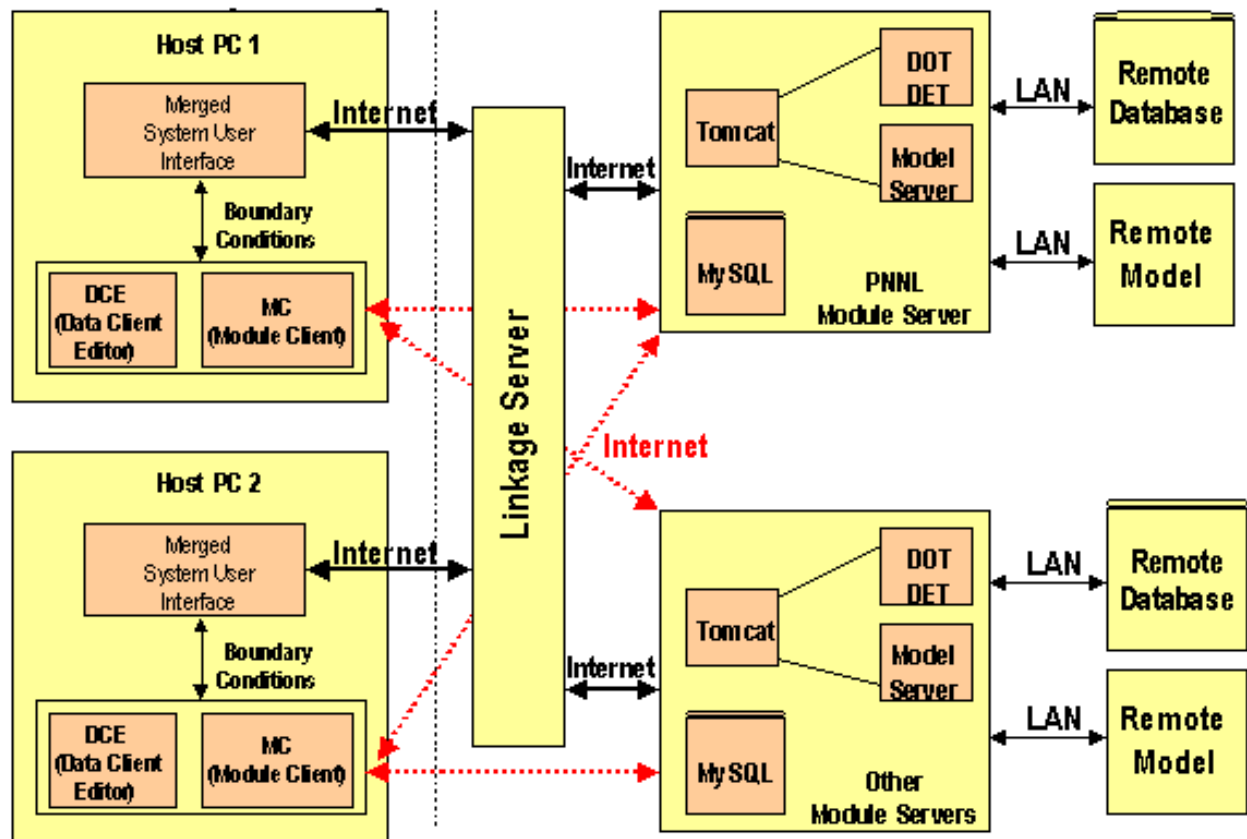 Host PC 1
Merged
System User
Interface
Internet
Boundary
Conditions
DCE
(Data Client
Editor)
MC
(Module Client)
Host PC 2
Merged
System User
Interface
Internet
Boundary
Conditions
DCE
(Data Client
Editor)
MC
(Module Client)
Linkage Server
Internet
Internet
Internet
Tomcat
DOT
DET
Model
Server
MySQL
PNNL
Module Server
LAN
Remote
Database
LAN
Remote
Model
Tomcat
DOT
DET
Model
Server
MySQL
Other
Module Servers
LAN
Remote
Database
LAN
Remote
Model